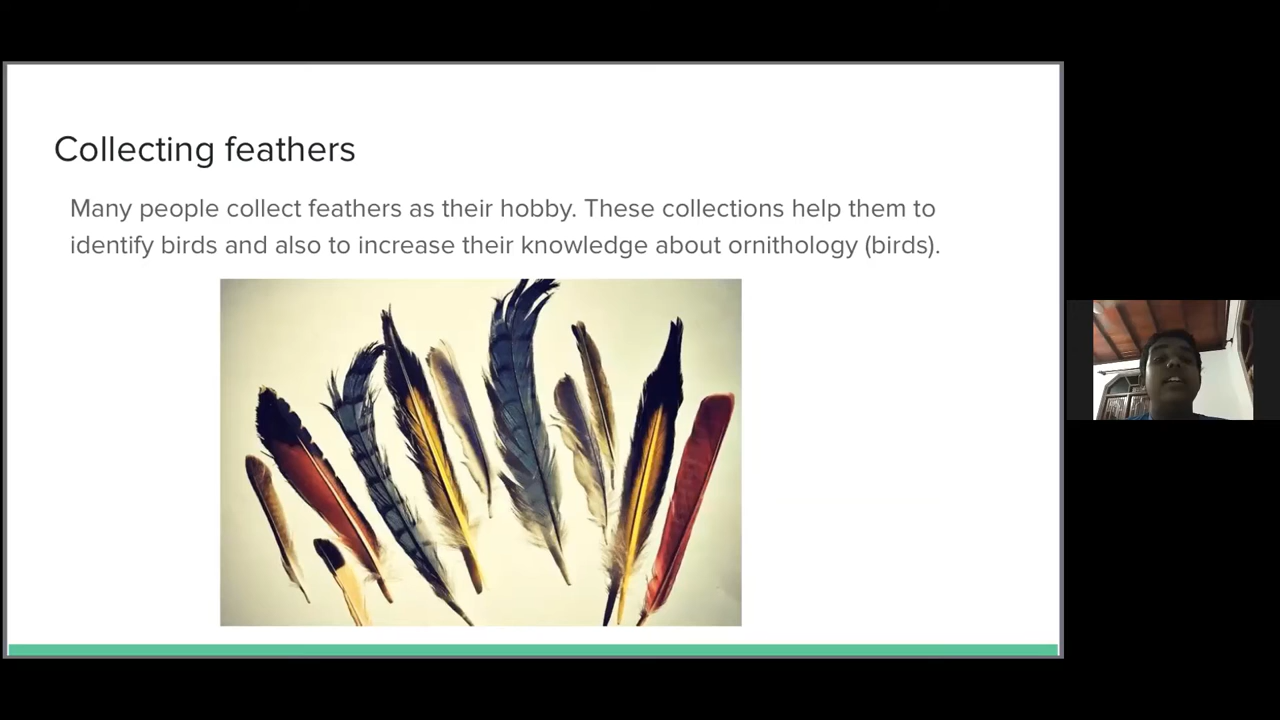 Collecting feathers
Many people collect feathers as their hobby. These collections help them to
identify birds and also to increase their knowledge about ornithology (birds).